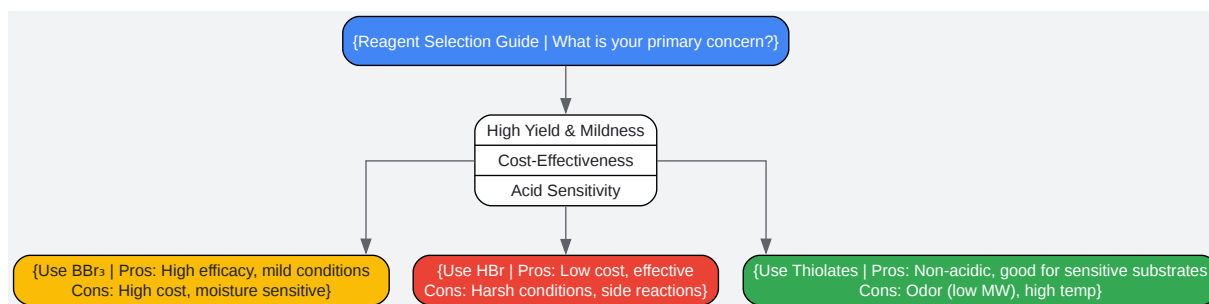 {Reagent Selection Guide | What is your primary concern?}
High Yield & Mildness
Cost-Effectiveness
Acid Sensitivity
{Use BBr₃ | Pros: High efficacy, mild conditions
Cons: High cost, moisture sensitive}
{Use HBr | Pros: Low cost, effective
Cons: Harsh conditions, side reactions}
{Use Thiolates | Pros: Non-acidic, good for sensitive substrates
Cons: Odor (low MW), high temp}